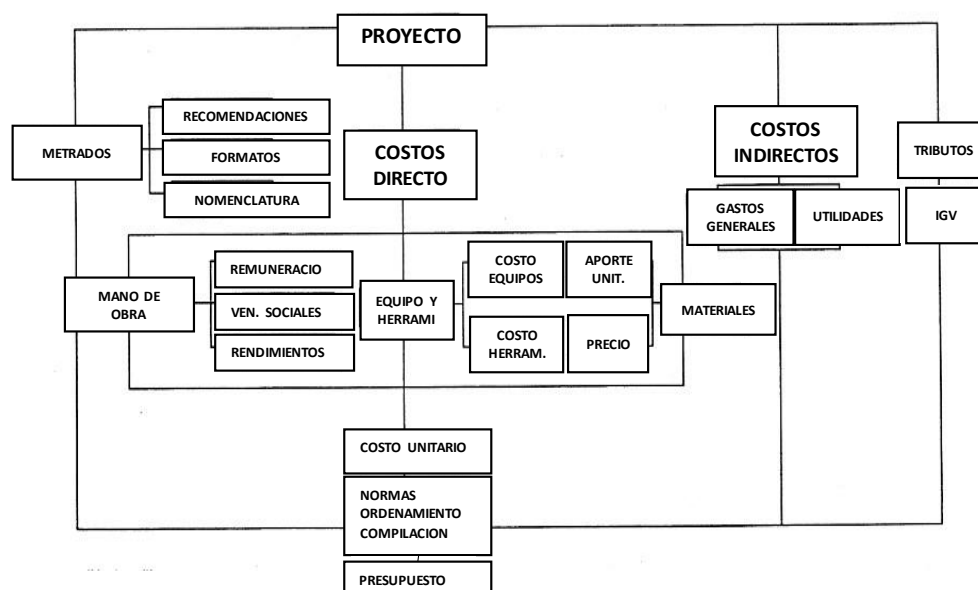 PROYECTO
METRADOS
RECOMENDACIONES
FORMATOS
NOMENCLATURA
COSTOS
DIRECTO
COSTOS
INDIRECTOS
GASTOS
GENERALES
UTILIDADES
TRIBUTOS
IGV
MANO DE
OBRA
REMUNERACIO
VEN. SOCIALES
RENDIMIENTOS
EQUIPO Y
HERRAMI
COSTO
EQUIPOS
COSTO
HERRAM.
APORTE
UNIT.
PRECIO
MATERIALES
COSTO UNITARIO
NORMAS
ORDENAMIENTO
COMPILACION
PRESUPUESTO